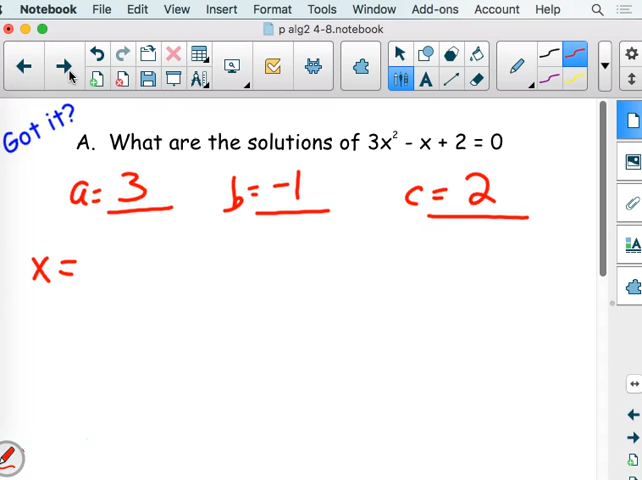 Notebook Edit View Insert Format Tools Window Add-ons Account Help
p alg2 4-8.notebook
Got it?
A. What are the solutions of 3x² - x + 2 = 0
a= 3 b= -1 c= 2
x=